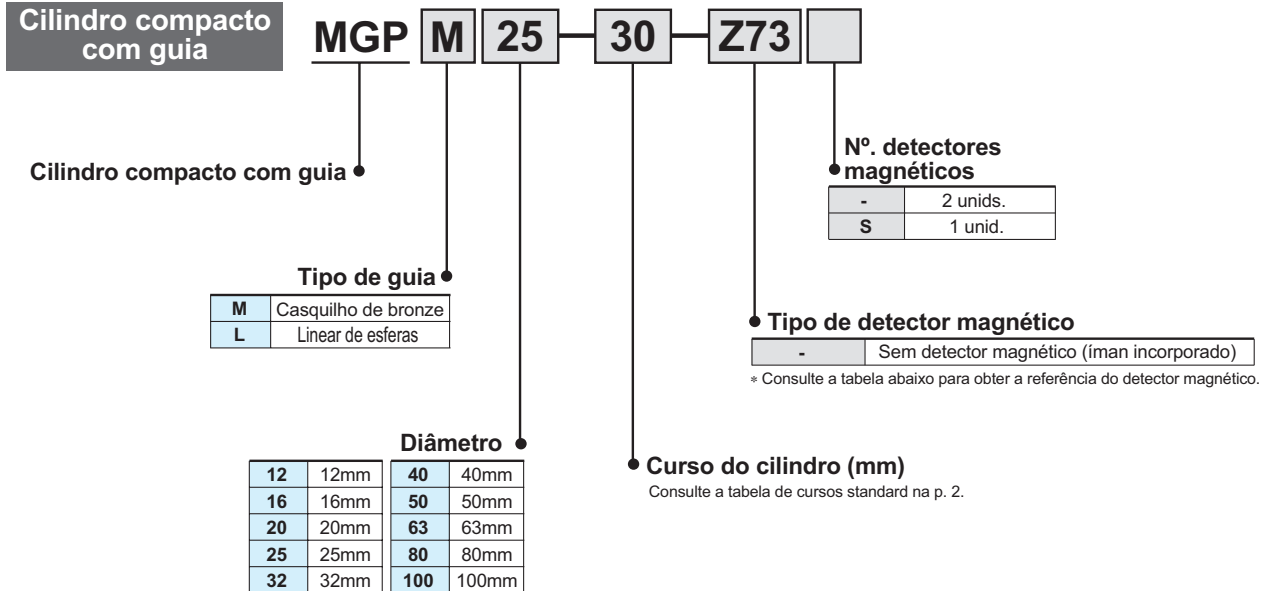 Cilindro compacto
com guia
MGP M 25 — 30 — Z73
Nº. detectores
magnéticos
- 2 unids.
S 1 unid.
Cilindro compacto com guia
Tipo de guia
M Casquilho de bronze
L Linear de esferas
Tipo de detector magnético
- Sem detector magnético (íman incorporado)
* Consulte a tabela abaixo para obter a referência do detector magnético.
Diâmetro
12 12mm 40 40mm
16 16mm 50 50mm
20 20mm 63 63mm
25 25mm 80 80mm
32 32mm 100 100mm
Curso do cilindro (mm)
Consulte a tabela de cursos standard na p. 2.